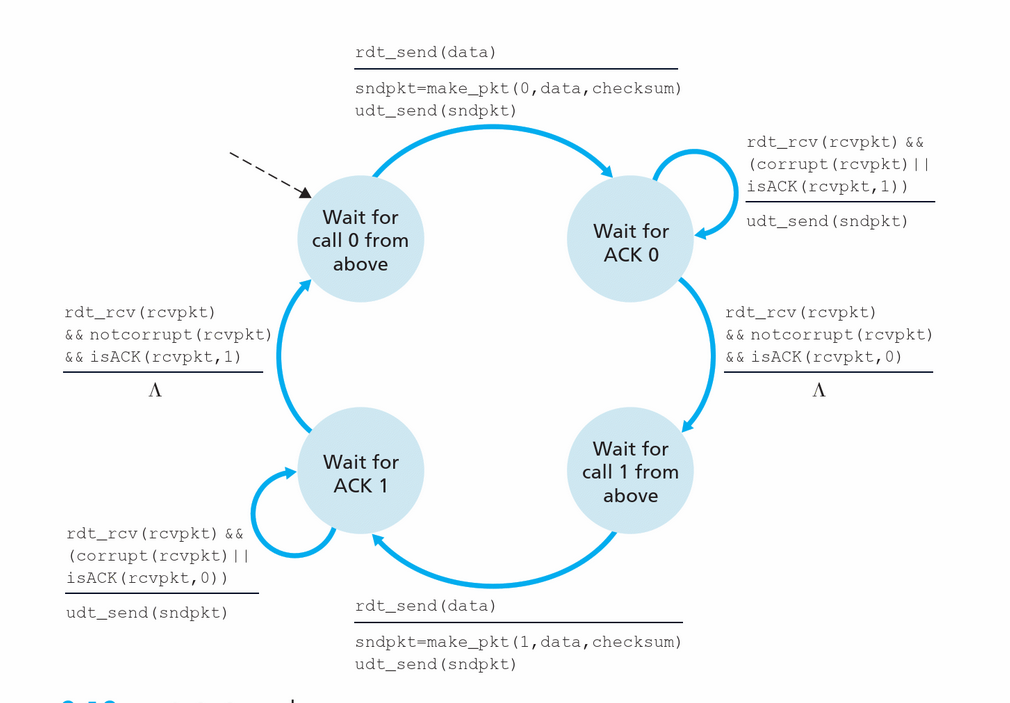 rdt_send(data)
sndpkt=make_pkt(0,data,checksum)
udt_send(sndpkt)
rdt_rcv(rcvpkt) &&
(corrupt(rcvpkt)||
isACK(rcvpkt,1))
udt_send(sndpkt)
Wait for
call 0 from
above
Wait for
ACK 0
rdt_rcv(rcvpkt)
&& notcorrupt(rcvpkt)
&& isACK(rcvpkt,1)
Λ
rdt_rcv(rcvpkt)
&& notcorrupt(rcvpkt)
&& isACK(rcvpkt,0)
Λ
Wait for
ACK 1
Wait for
call 1 from
above
rdt_rcv(rcvpkt) &&
(corrupt(rcvpkt)||
isACK(rcvpkt,0))
udt_send(sndpkt)
rdt_send(data)
sndpkt=make_pkt(1,data,checksum)
udt_send(sndpkt)